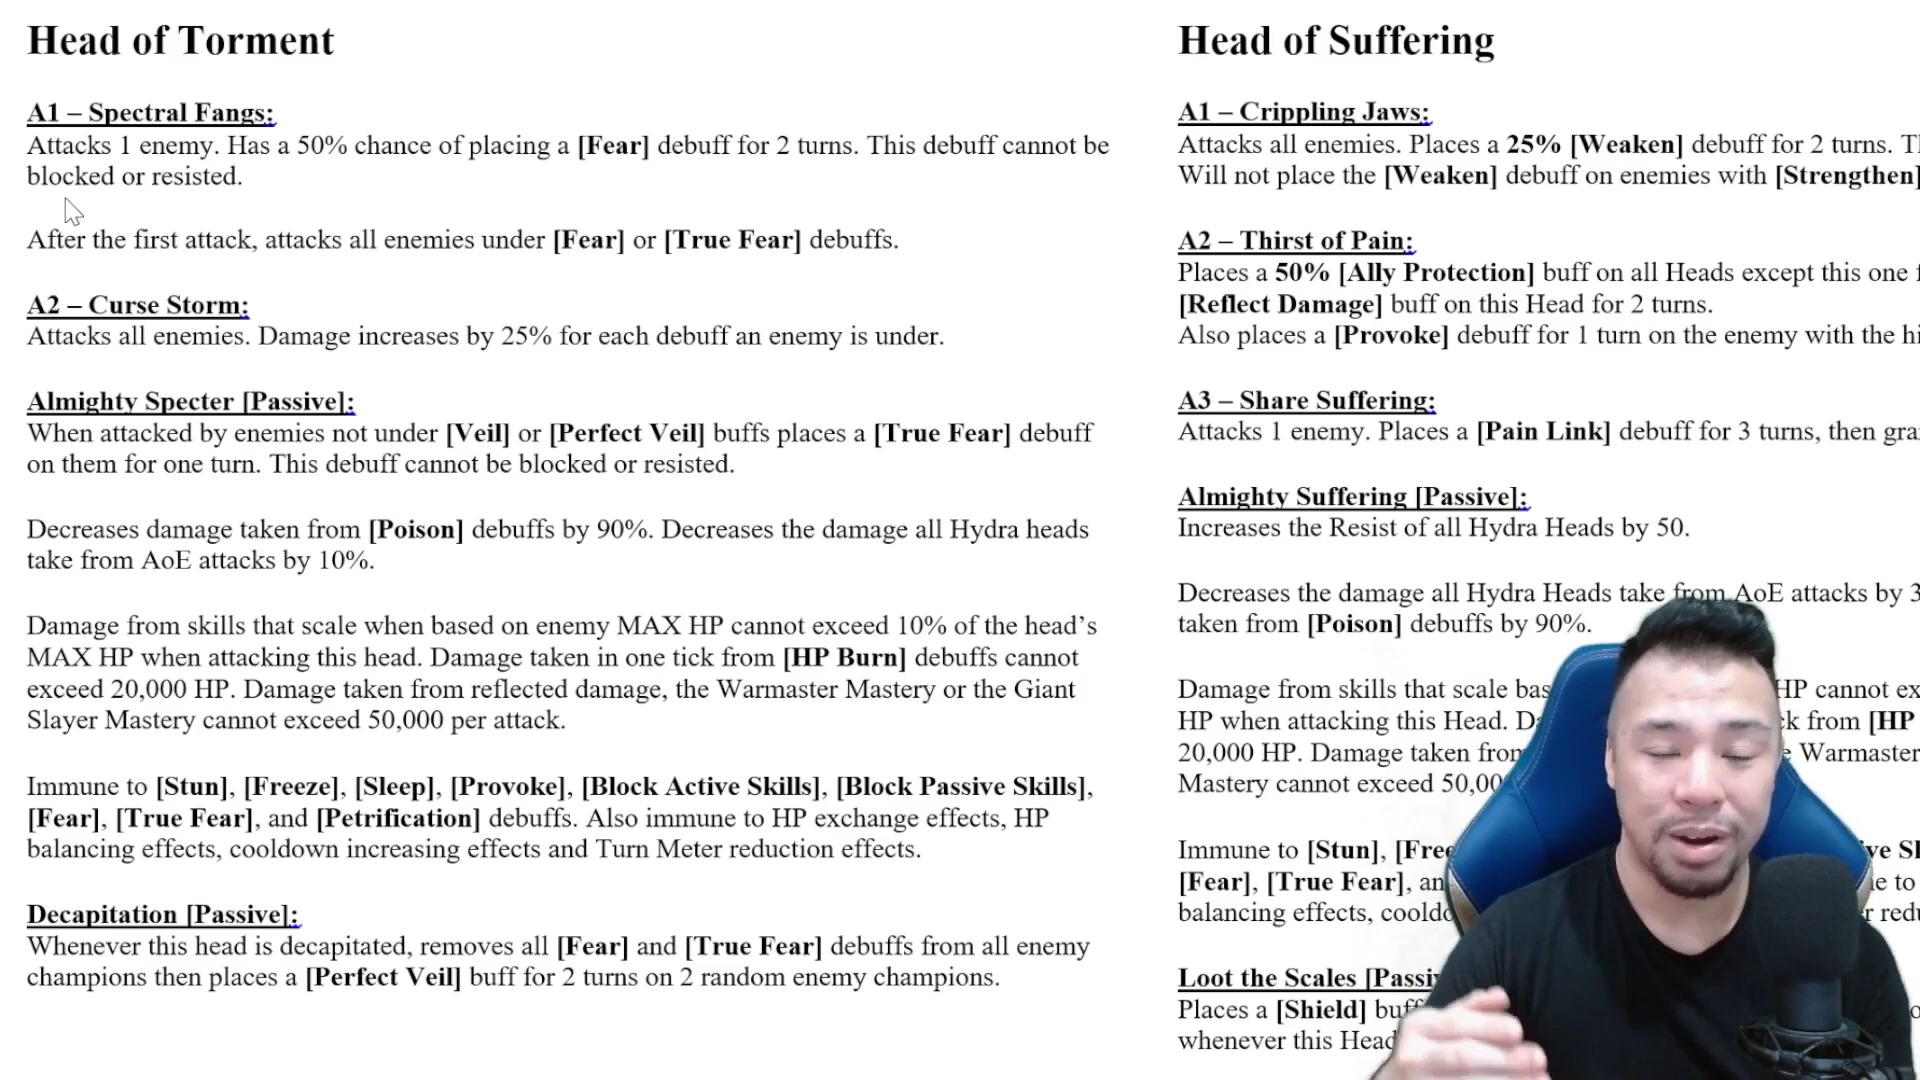 Head of Torment
A1 – Spectral Fangs:
Attacks 1 enemy. Has a 50% chance of placing a [Fear] debuff for 2 turns. This debuff cannot be
blocked or resisted.
After the first attack, attacks all enemies under [Fear] or [True Fear] debuffs.
A2 – Curse Storm:
Attacks all enemies. Damage increases by 25% for each debuff an enemy is under.
Almighty Specter [Passive]:
When attacked by enemies not under [Veil] or [Perfect Veil] buffs places a [True Fear] debuff
on them for one turn. This debuff cannot be blocked or resisted.
Decreases damage taken from [Poison] debuffs by 90%. Decreases the damage all Hydra heads
take from AoE attacks by 10%.
Damage from skills that scale when based on enemy MAX HP cannot exceed 10% of the head's
MAX HP when attacking this head. Damage taken in one tick from [HP Burn] debuffs cannot
exceed 20,000 HP. Damage taken from reflected damage, the Warmaster Mastery or the Giant
Slayer Mastery cannot exceed 50,000 per attack.
Immune to [Stun], [Freeze], [Sleep], [Provoke], [Block Active Skills], [Block Passive Skills],
[Fear], [True Fear], and [Petrification] debuffs. Also immune to HP exchange effects, HP
balancing effects, cooldown increasing effects and Turn Meter reduction effects.
Decapitation [Passive]:
Whenever this head is decapitated, removes all [Fear] and [True Fear] debuffs from all enemy
champions then places a [Perfect Veil] buff for 2 turns on 2 random enemy champions.
Head of Suffering
A1 – Crippling Jaws:
Attacks all enemies. Places a 25% [Weaken] debuff for 2 turns.
Will not place the [Weaken] debuff on enemies with [Strengthen]
A2 – Thirst of Pain:
Places a 50% [Ally Protection] buff on all Heads except this one
[Reflect Damage] buff on this Head for 2 turns.
Also places a [Provoke] debuff for 1 turn on the enemy with the
A3 – Share Suffering:
Attacks 1 enemy. Places a [Pain Link] debuff for 3 turns, then
Almighty Suffering [Passive]:
Increases the Resist of all Hydra Heads by 50.
Decreases the damage all Hydra Heads take from AoE attacks by
taken from [Poison] debuffs by 90%.
Damage from skills that scale HP cannot
HP when attacking this Head. from [HP
20,000 HP. Damage taken from Warmaster
Mastery cannot exceed
Immune to [Stun],
[Fear], [True Fear],
balancing effects,
Loot the Scales
Places a [Shield]
whenever this Head